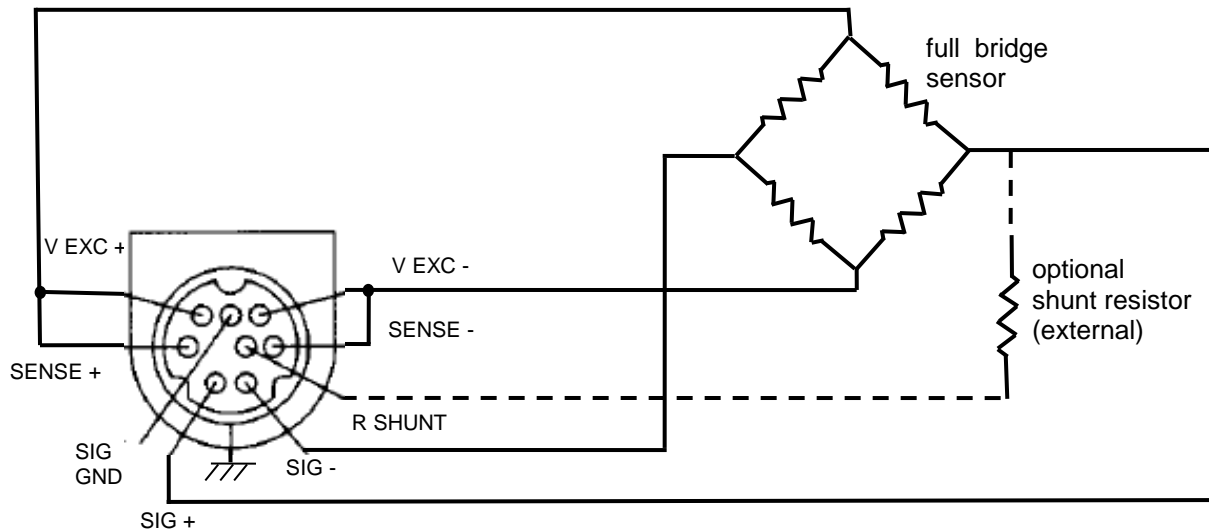 full bridge
sensor
V EXC +
V EXC -
optional
shunt resistor
(external)
SENSE -
SENSE +
R SHUNT
SIG
GND
SIG -
SIG +